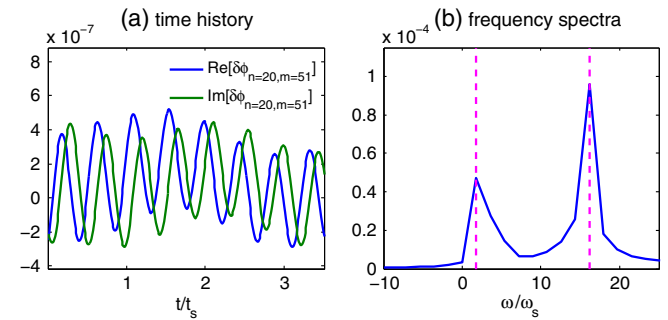 (a) time history
x 10⁻⁷
Re[δϕₙ₌₂₀,ₘ₌₅₁]
Im[δϕₙ₌₂₀,ₘ₌₅₁]
8
6
4
2
0
−2
−4
1
2
3
t/tₛ
(b) frequency spectra
x 10⁻⁴
1
0.8
0.6
0.4
0.2
0
−10
0
10
20
ω/ωₛ